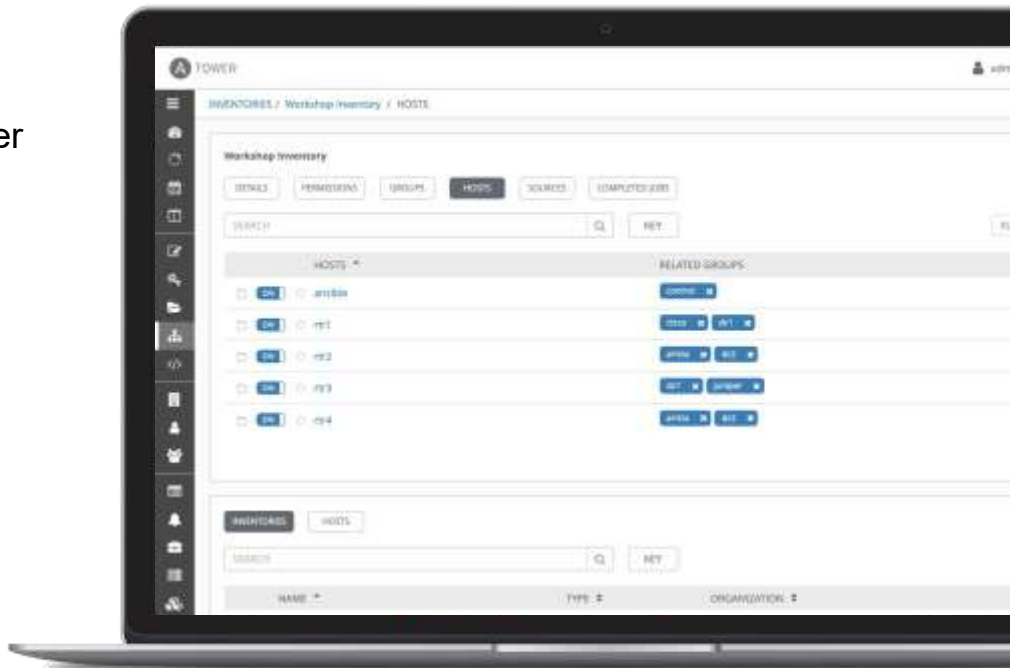 er
A TOWER
INVENTORIES / Workshop Inventory / HOSTS
Workshop Inventory
DETAILS PERMISSIONS GROUPS HOSTS SOURCES COMPLETED JOBS
SEARCH KEY
HOSTS RELATED GROUPS
ON ansible control
ON rtr1 cisco dc1
ON rtr2 arista dc2
ON rtr3 dc1 juniper
ON rtr4 arista dc2
INVENTORIES HOSTS
SEARCH KEY
NAME TYPE ORGANIZATION